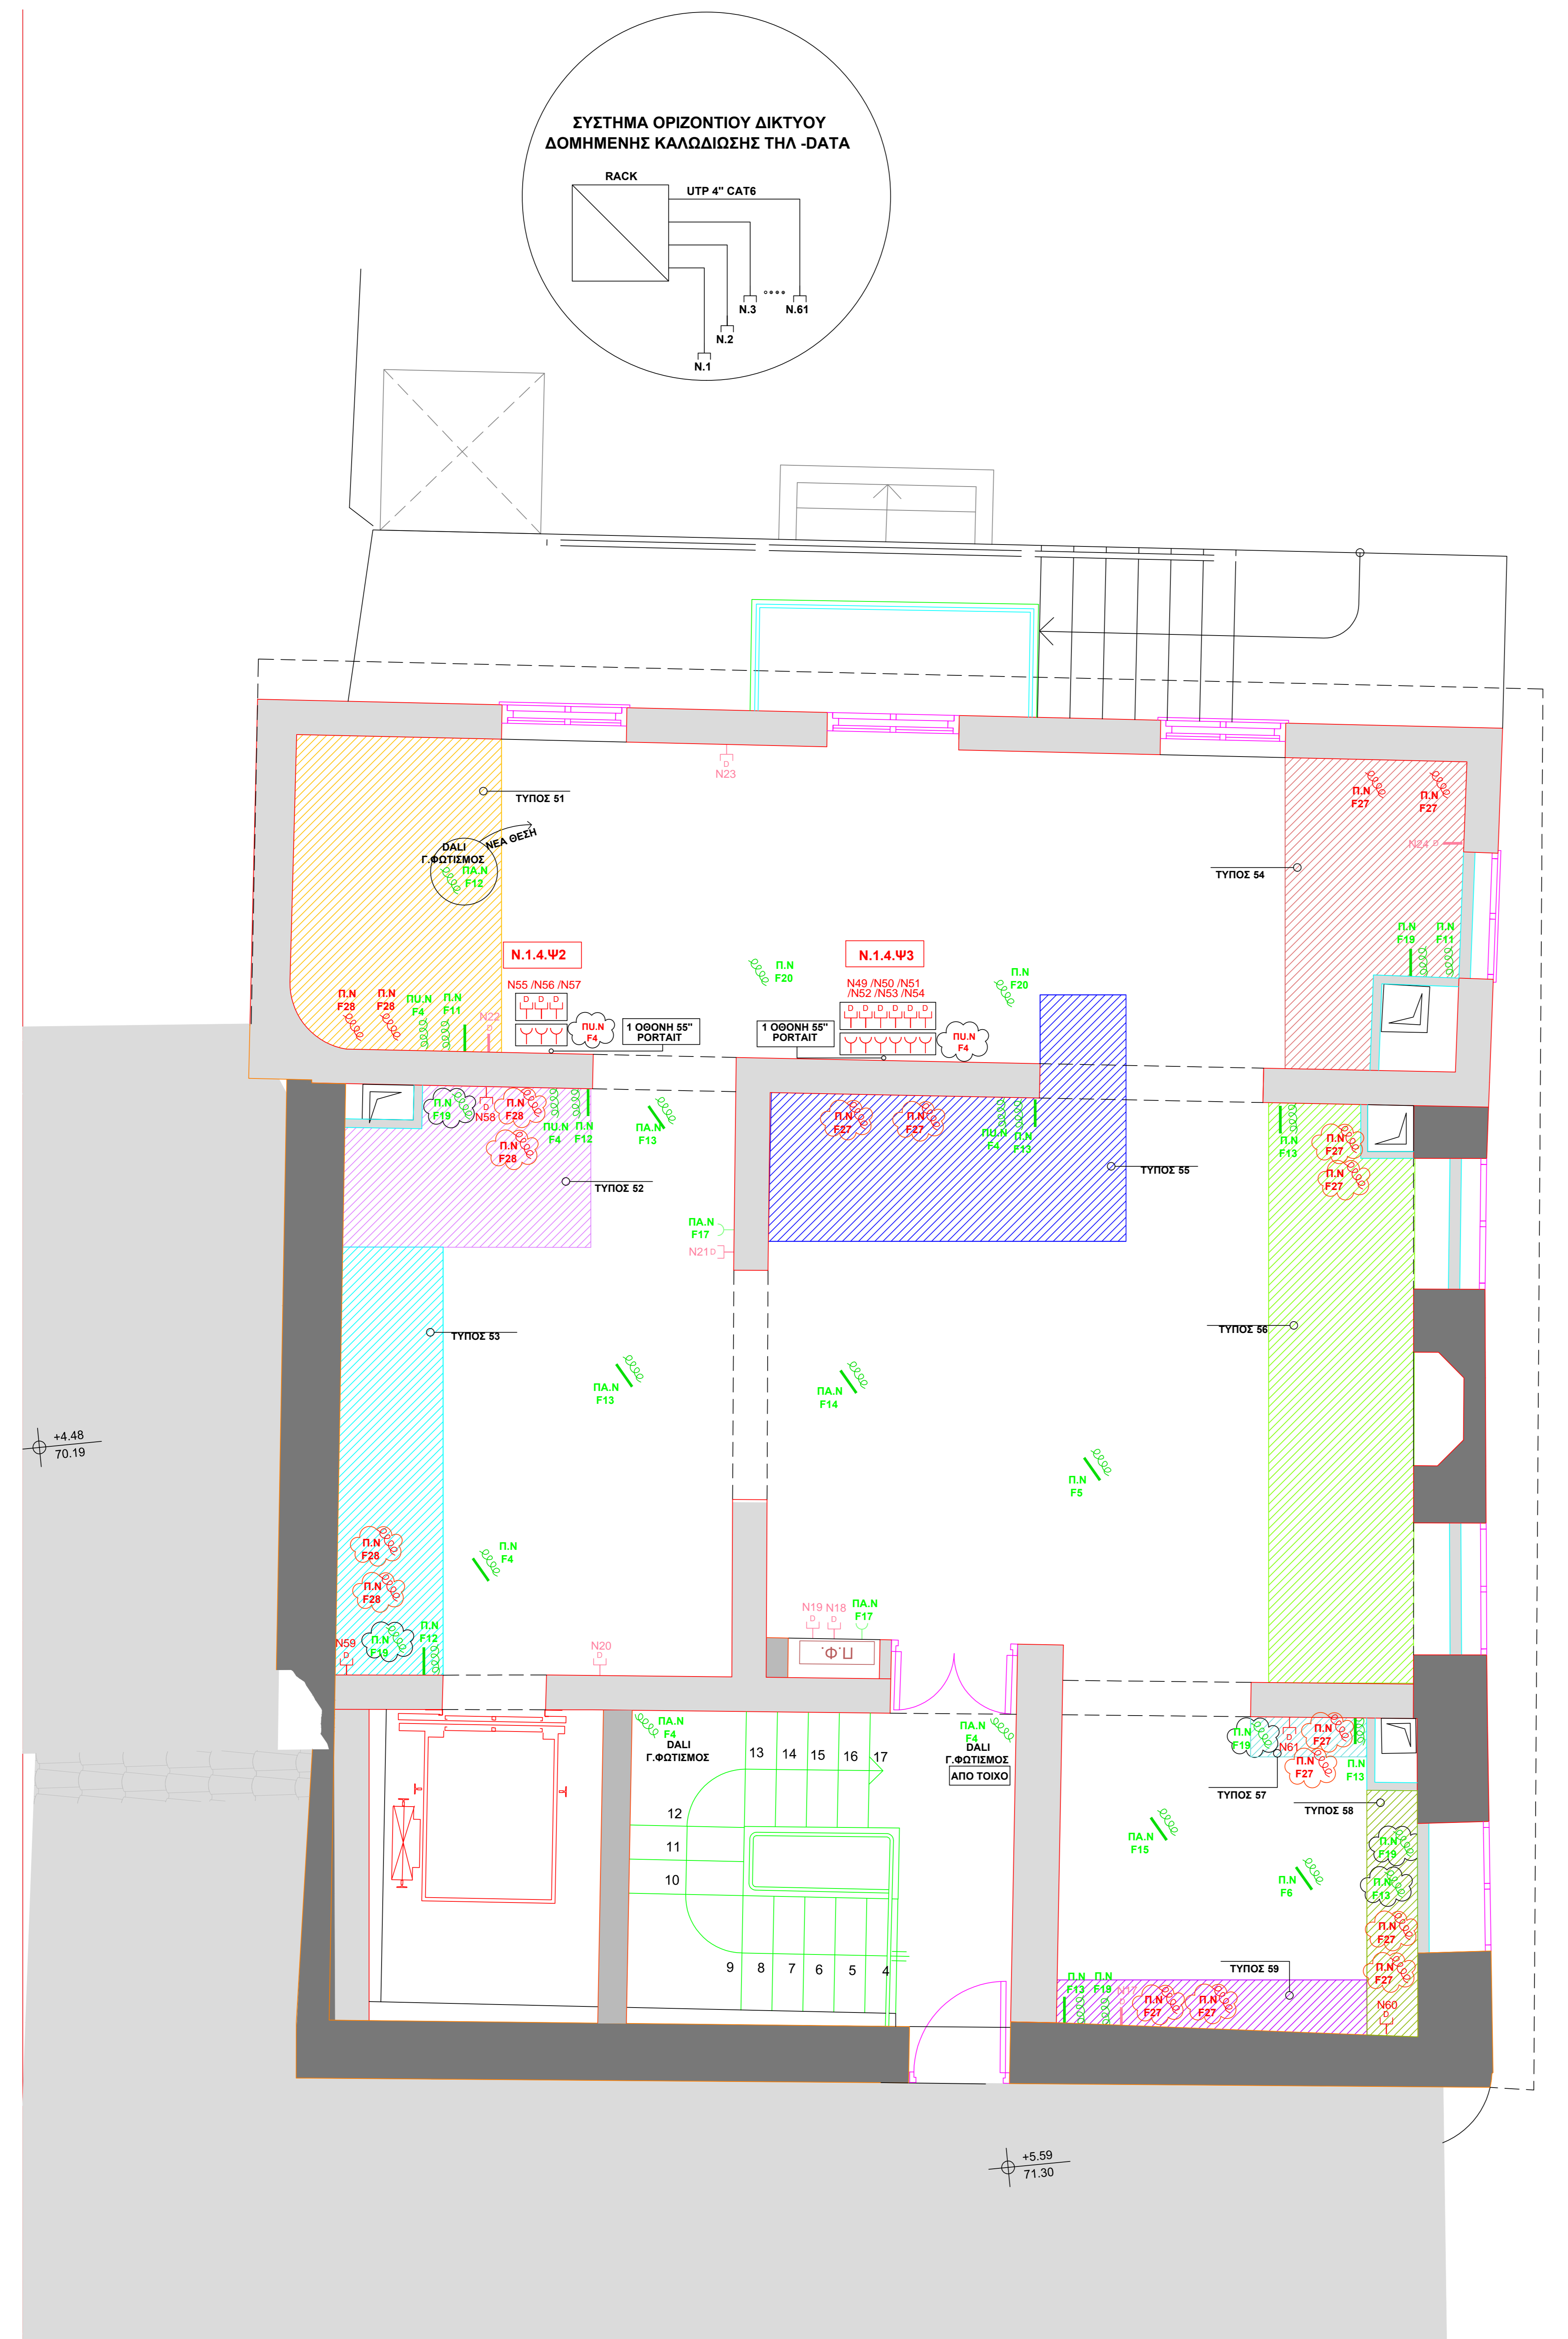 ΣΥΣΤΗΜΑ ΟΡΙΖΟΝΤΙΟΥ ΔΙΚΤΥΟΥ
ΔΟΜΗΜΕΝΗΣ ΚΑΛΩΔΙΩΣΗΣ ΤΗΛ -DATA
RACK
UTP 4" CAT6
N.3
N.61
N.2
N.1
D
N23
ΤΥΠΟΣ 51
ΝΕΑ ΘΕΣΗ
DALI
Γ.ΦΩΤΙΣΜΟΣ
ΠΑ.Ν
F12
Π.Ν
F27
Π.Ν
F27
N24 D
ΤΥΠΟΣ 54
Π.Ν
F19
Π.Ν
F11
N.1.4.Ψ2
N.1.4.Ψ3
Π.Ν
F20
Π.Ν
F20
N55 /N56 /N57
D D D
N49 /N50 /N51
/N52 /N53 /N54
D D D D D D
Π.Ν
F28
Π.Ν
F28
ΠU.Ν
F4
Π.Ν
F11
N22
D
ΠU.Ν
F4
1 ΟΘΟΝΗ 55"
PORTAIT
1 ΟΘΟΝΗ 55"
PORTAIT
ΠU.Ν
F4
Π.Ν
F19
D
N58
Π.Ν
F28
Π.Ν
F28
ΠU.Ν
F4
Π.Ν
F12
ΠΑ.Ν
F13
Π.Ν
F27
Π.Ν
F27
ΠU.Ν
F4
Π.Ν
F13
Π.Ν
F13
Π.Ν
F27
Π.Ν
F27
ΤΥΠΟΣ 52
ΤΥΠΟΣ 55
ΠΑ.Ν
F17
N21 D
ΤΥΠΟΣ 53
ΤΥΠΟΣ 56
ΠΑ.Ν
F13
ΠΑ.Ν
F14
+4.48
70.19
Π.Ν
F5
Π.Ν
F28
Π.Ν
F4
Π.Ν
F28
Π.Ν
F19
Π.Ν
F12
N59
D
N20
D
N19
D
N18
D
ΠΑ.Ν
F17
Π.Φ.
ΠΑ.Ν
F4
DALI
Γ.ΦΩΤΙΣΜΟΣ
ΠΑ.Ν
F4
DALI
Γ.ΦΩΤΙΣΜΟΣ
ΑΠΟ ΤΟΙΧΟ
13
14
15
16
17
12
11
10
9
8
7
6
5
4
Π.Ν
F19
D
N61
Π.Ν
F27
Π.Ν
F27
Π.Ν
F13
ΤΥΠΟΣ 57
ΤΥΠΟΣ 58
ΠΑ.Ν
F15
Π.Ν
F6
Π.Ν
F19
Π.Ν
F13
Π.Ν
F27
Π.Ν
F27
ΤΥΠΟΣ 59
Π.Ν
F13
Π.Ν
F19
N17
D
Π.Ν
F27
Π.Ν
F27
N60
D
+5.59
71.30